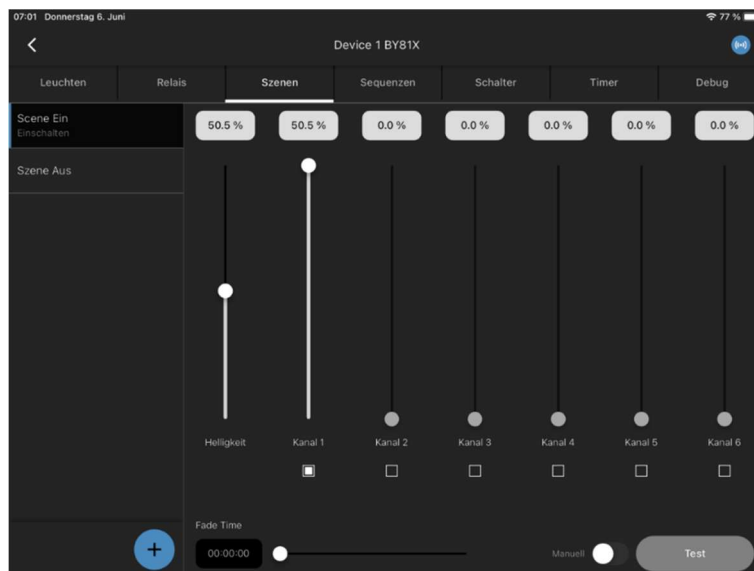 07:01 Donnerstag 6. Juni
77 %
Device 1 BY81X
Leuchten Relais Szenen Sequenzen Schalter Timer Debug
Scene Ein
Einschalten
Szene Aus
50.5 % 50.5 % 0.0 % 0.0 % 0.0 % 0.0 % 0.0 %
Helligkeit Kanal 1 Kanal 2 Kanal 3 Kanal 4 Kanal 5 Kanal 6
Fade Time
00:00:00 Manuell Test